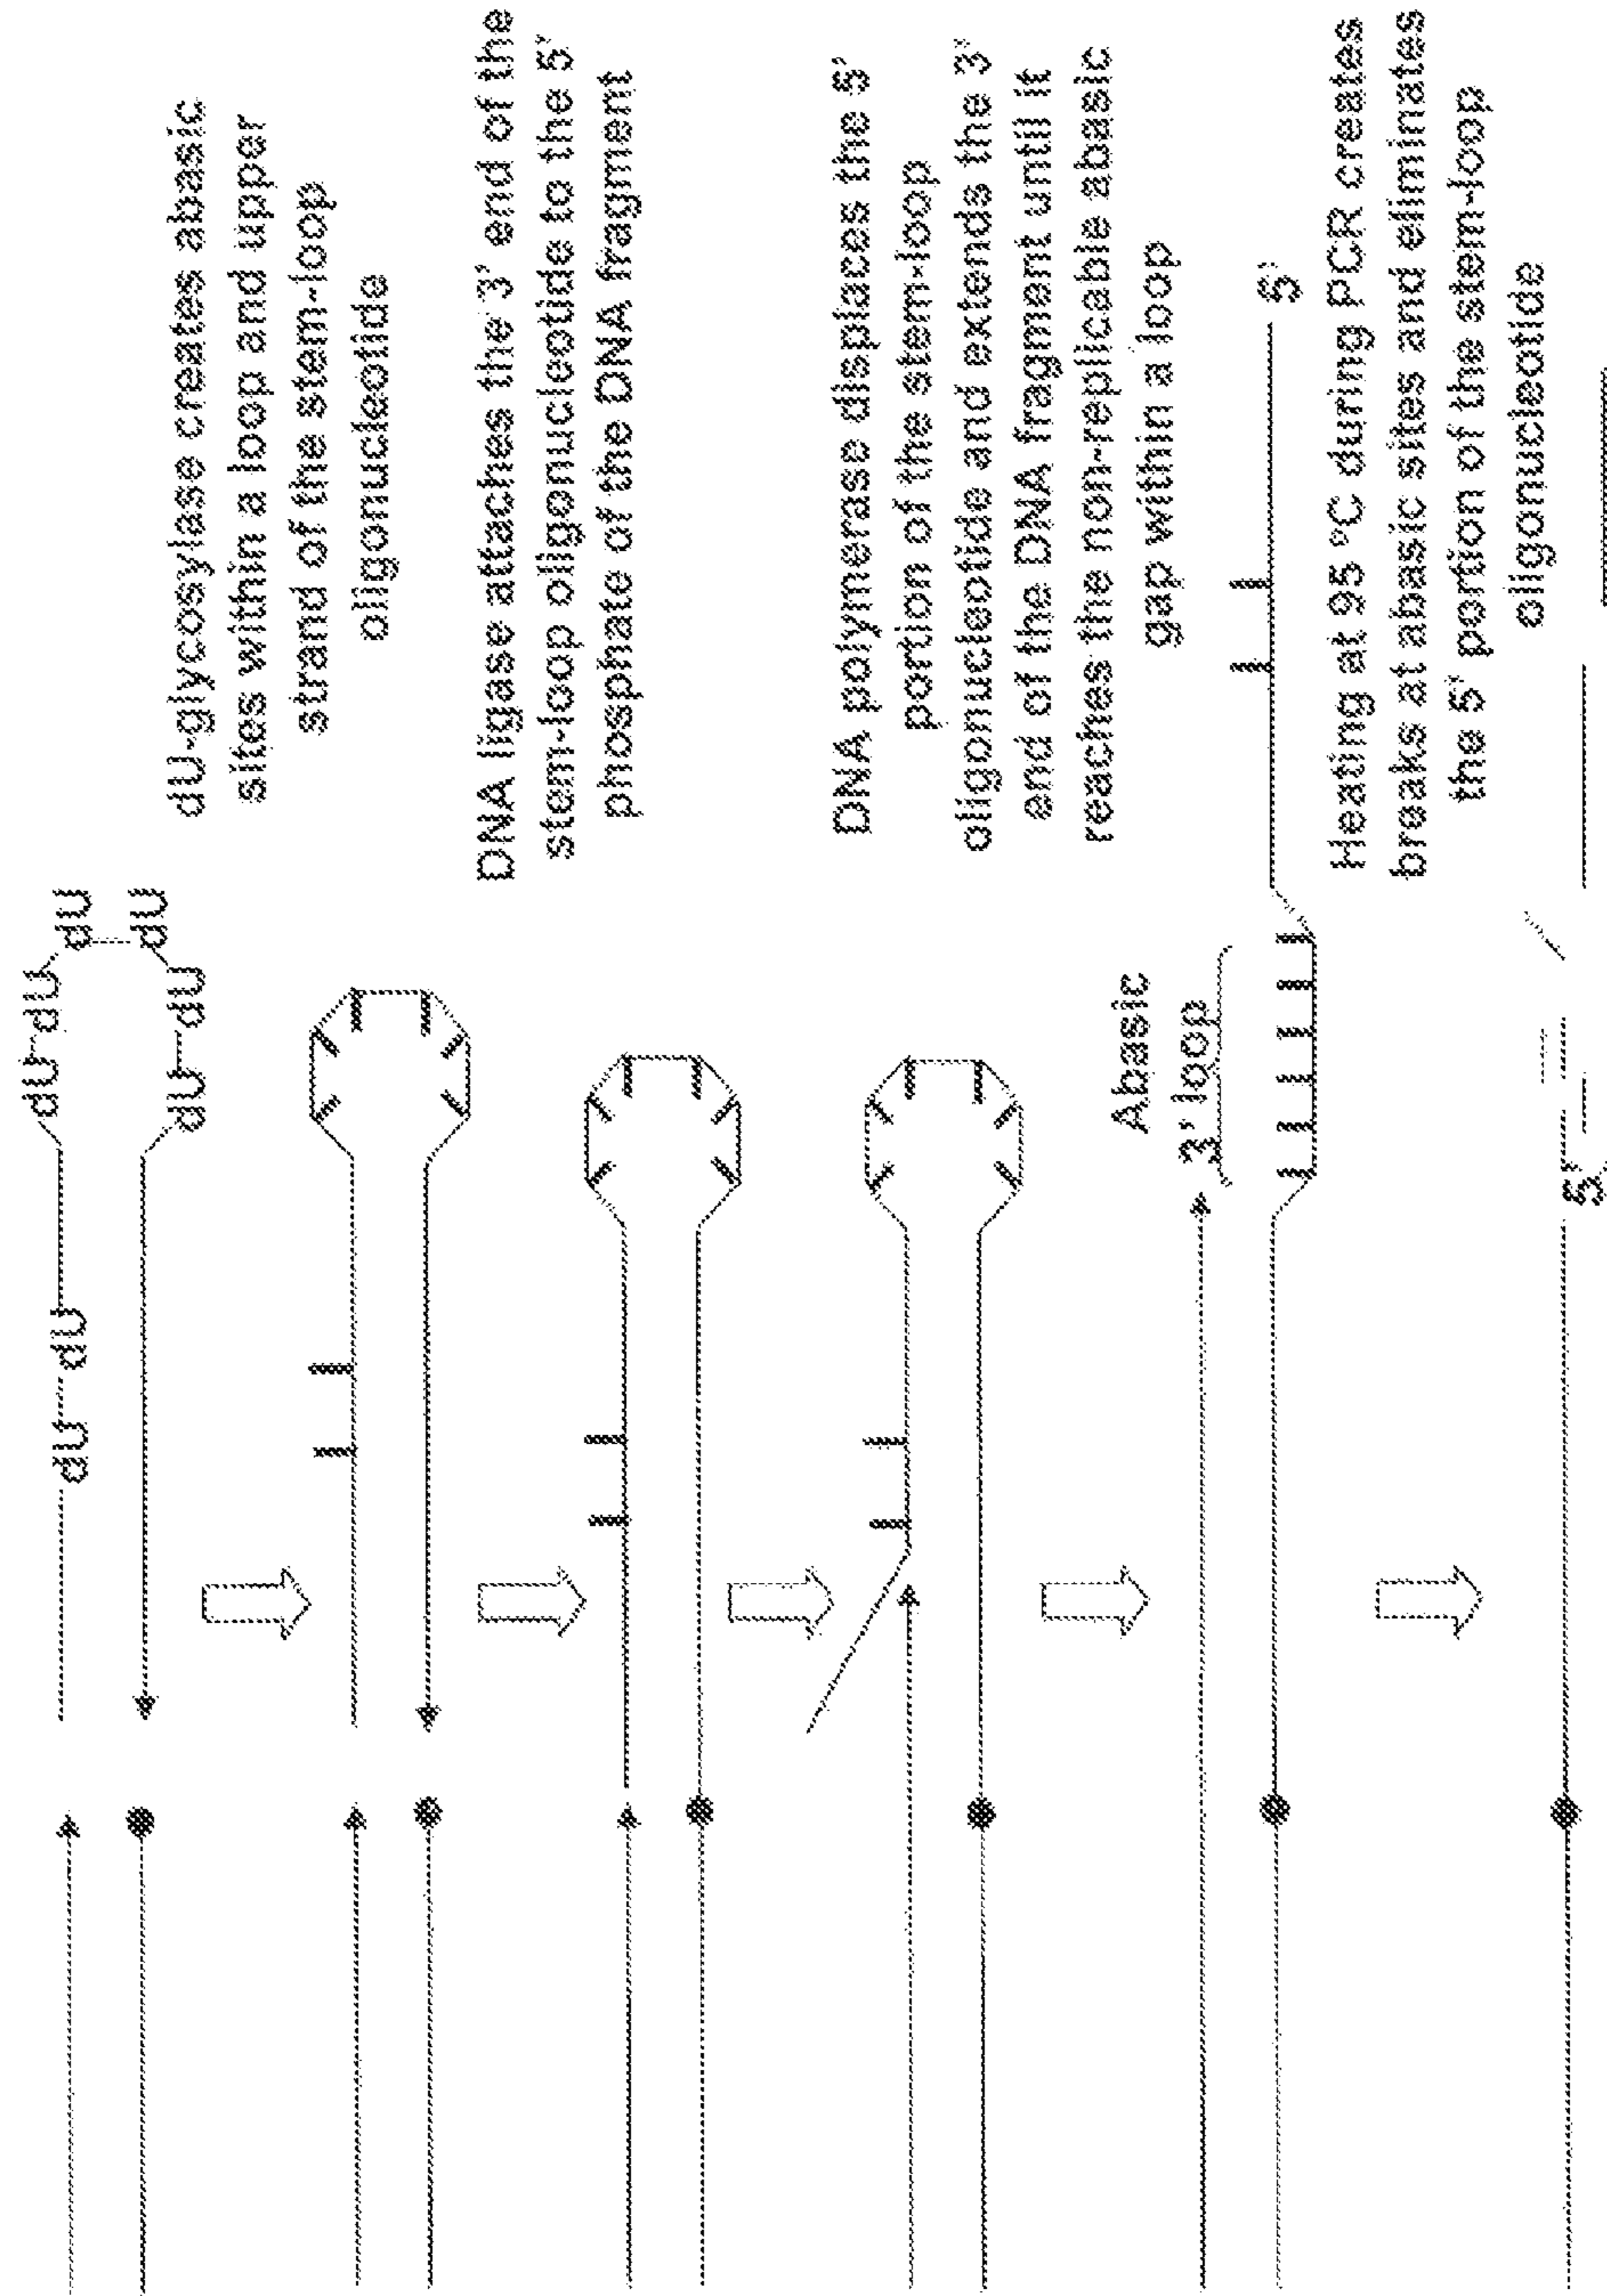 dU
dU
dU
dU
dU
dU
dU
dU
dU-glycosylase creates abasic
sites within a loop and upper
strand of the stem-loop
oligonucleotide
DNA ligase attaches the 3' end of the
stem-loop oligonucleotide to the 5'
phosphate of the DNA fragment
DNA polymerase displaces the 5'
portion of the stem-loop
oligonucleotide and extends the 3'
end of the DNA fragment until it
reaches the non-replicable abasic
gap within a loop
Abasic
3' loop
5'
Heating at 95 °C during PCR creates
breaks at abasic sites and eliminates
the 5' portion of the stem-loop
oligonucleotide
5'